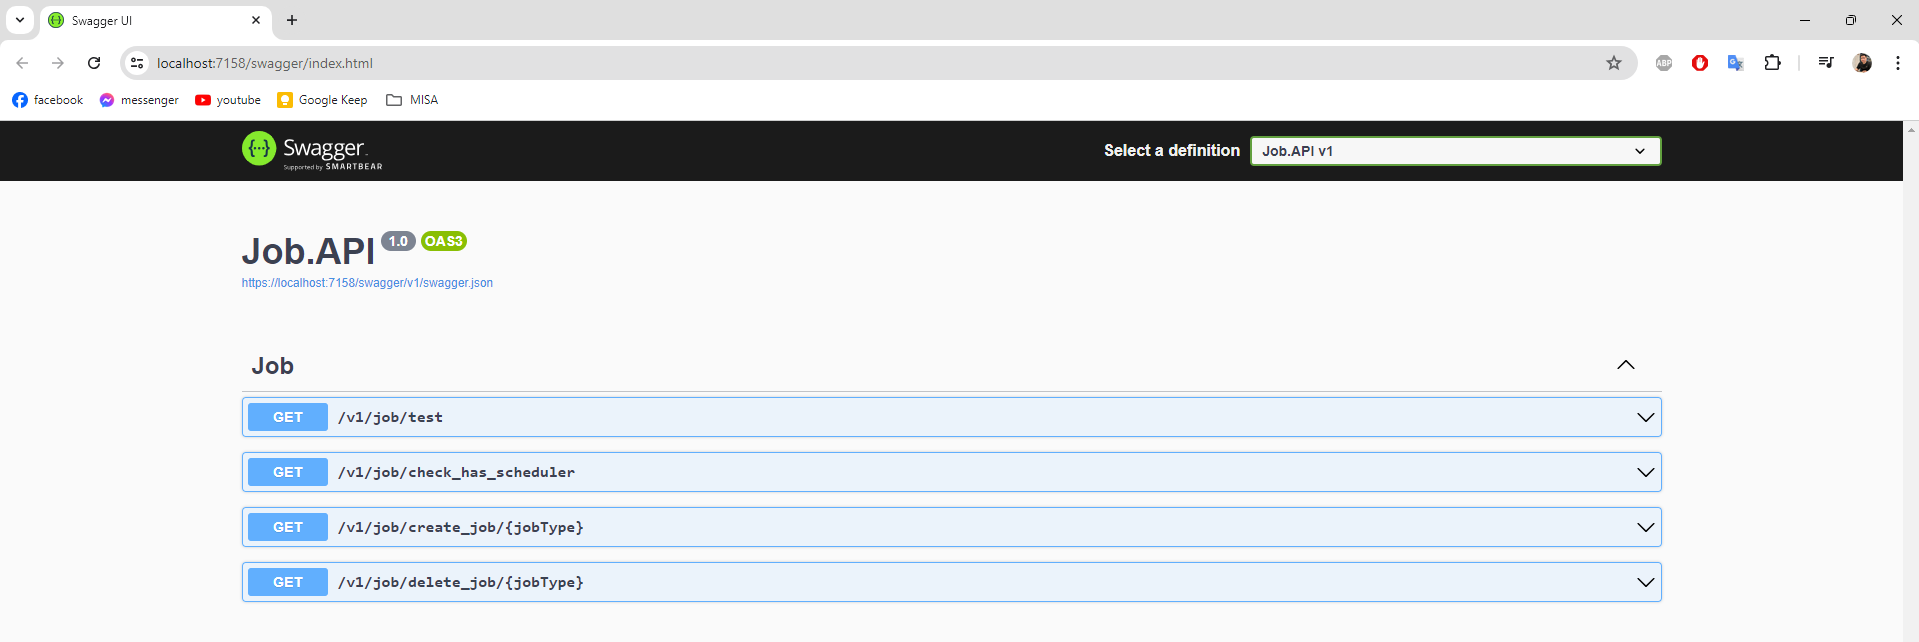 Swagger UI
localhost:7158/swagger/index.html
ABP
G
facebook
messenger
youtube
Google Keep
MISA
{··} Swagger.
Supported by SMARTBEAR
Select a definition
Job.API v1
Job.API 1.0 OAS3
https://localhost:7158/swagger/v1/swagger.json
Job
GET /v1/job/test
GET /v1/job/check_has_scheduler
GET /v1/job/create_job/{jobType}
GET /v1/job/delete_job/{jobType}